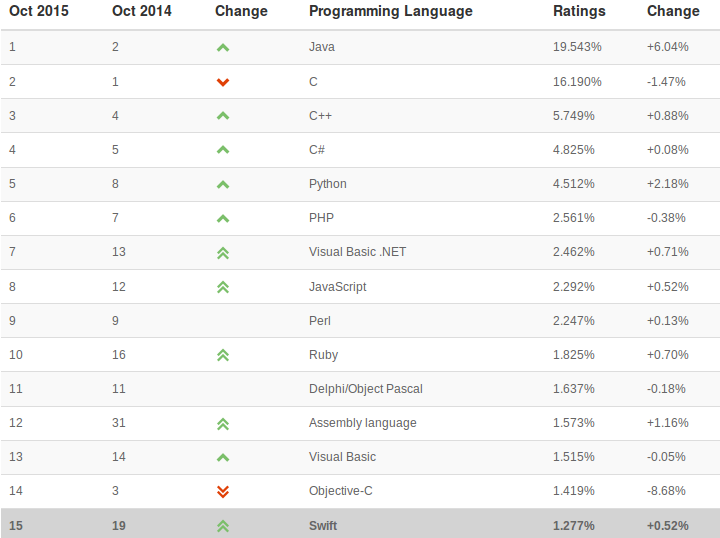 Oct 2015 Oct 2014 Change Programming Language Ratings Change
1 2 Java 19.543% +6.04%
2 1 C 16.190% -1.47%
3 4 C++ 5.749% +0.88%
4 5 C# 4.825% +0.08%
5 8 Python 4.512% +2.18%
6 7 PHP 2.561% -0.38%
7 13 Visual Basic .NET 2.462% +0.71%
8 12 JavaScript 2.292% +0.52%
9 9 Perl 2.247% +0.13%
10 16 Ruby 1.825% +0.70%
11 11 Delphi/Object Pascal 1.637% -0.18%
12 31 Assembly language 1.573% +1.16%
13 14 Visual Basic 1.515% -0.05%
14 3 Objective-C 1.419% -8.68%
15 19 Swift 1.277% +0.52%